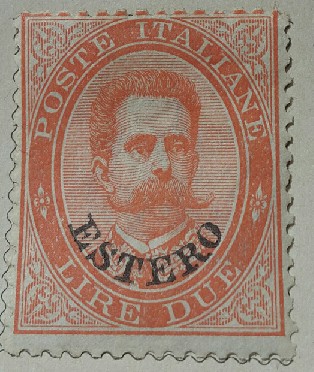 POSTE ITALIANE
ESTERO
LIRE DUE